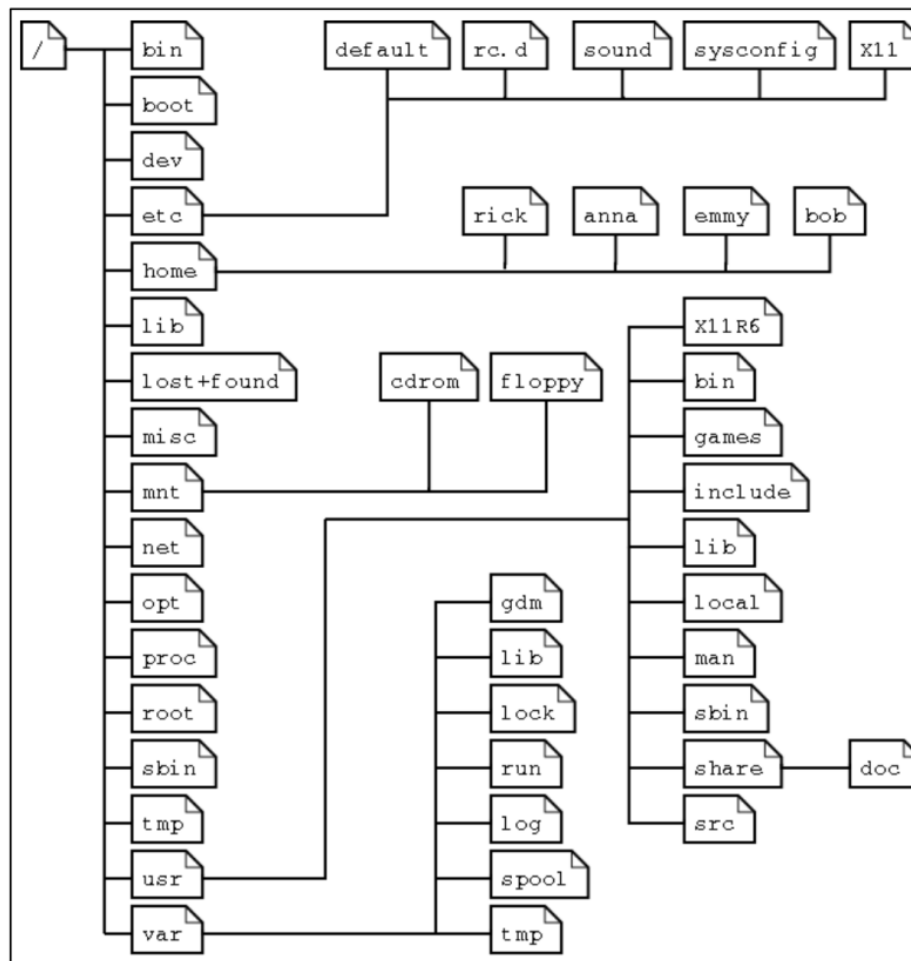 / bin default rc.d sound sysconfig X11
boot
dev
etc rick anna emmy bob
home
lib X11R6
lost+found cdrom floppy bin
misc games
mnt include
net lib
opt gdm local
proc lib man
root lock sbin
sbin run share doc
tmp log src
usr spool
var tmp